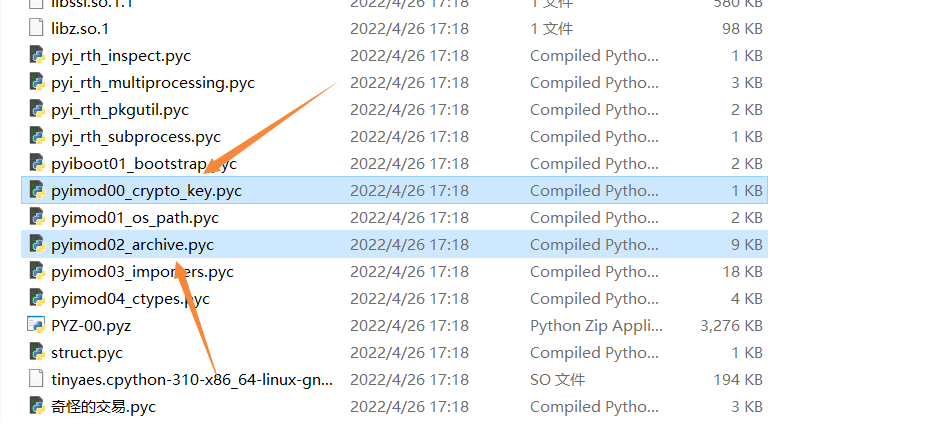 libssl.so.1.1 2022/4/26 17:18 1 文件 580 KB
libz.so.1 2022/4/26 17:18 1 文件 98 KB
pyi_rth_inspect.pyc 2022/4/26 17:18 Compiled Pytho... 1 KB
pyi_rth_multiprocessing.pyc 2022/4/26 17:18 Compiled Pytho... 3 KB
pyi_rth_pkgutil.pyc 2022/4/26 17:18 Compiled Pytho... 2 KB
pyi_rth_subprocess.pyc 2022/4/26 17:18 Compiled Pytho... 1 KB
pyiboot01_bootstrap.pyc 2022/4/26 17:18 Compiled Pytho... 2 KB
pyimod00_crypto_key.pyc 2022/4/26 17:18 Compiled Pytho... 1 KB
pyimod01_os_path.pyc 2022/4/26 17:18 Compiled Pytho... 2 KB
pyimod02_archive.pyc 2022/4/26 17:18 Compiled Pytho... 9 KB
pyimod03_importers.pyc 2022/4/26 17:18 Compiled Pytho... 18 KB
pyimod04_ctypes.pyc 2022/4/26 17:18 Compiled Pytho... 4 KB
PYZ-00.pyz 2022/4/26 17:18 Python Zip Appli... 3,276 KB
struct.pyc 2022/4/26 17:18 Compiled Pytho... 1 KB
tinyaes.cpython-310-x86_64-linux-gn... 2022/4/26 17:18 SO 文件 194 KB
奇怪的交易.pyc 2022/4/26 17:18 Compiled Pytho... 3 KB